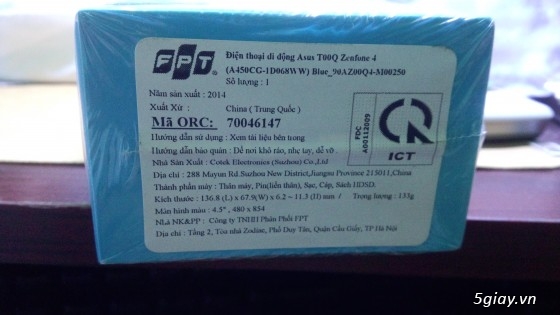 FPT
Điện thoại di động Asus T00Q Zenfone 4
(A450CG-1D068WW) Blue_90AZ00Q4-M00250
Số lượng : 1
Năm sản xuất : 2014
Xuất Xứ : China ( Trung Quốc )
Mã ORC: 70046147
Hướng dẫn sử dụng : Xem tài liệu bên trong
Hướng dẫn bảo quản : Để nơi khô ráo, nhẹ tay, dễ vỡ .
Nhà Sản Xuất : Cotek Electronics (Suzhou) Co.,Ltd
Địa chỉ : 288 Mayun Rd.Suzhou New District,Jiangsu Province 215011,China
Thành phần máy : Thân máy, Pin(liền thân), Sạc, Cáp, Sách HDSD.
Kích thước : 136.8 (L) x 67.9(W) x 6.2 ~ 11.3 (H) mm / Trọng lượng : 133g
Màn hình màu : 4.5" , 480 x 854
Nhà NK&PP : Công ty TNHH Phân Phối FPT
Địa chỉ : Tầng 2, Tòa nhà Zodiac, Phố Duy Tân, Quận Cầu Giấy, TP Hà Nội
FDC
A00112009
ICT
5giay.vn